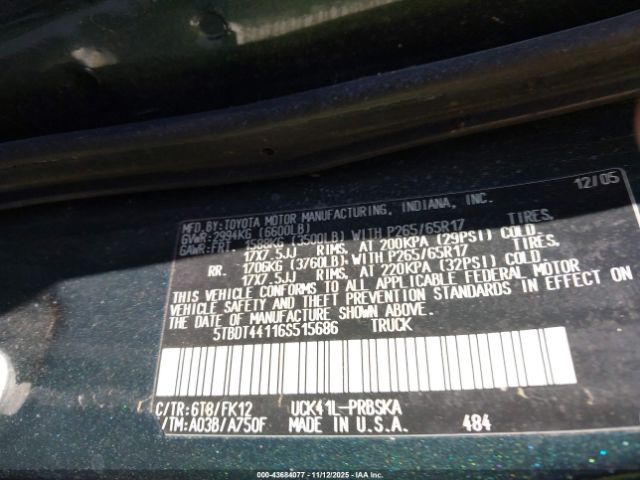 12/05
MFD.BY:TOYOTA MOTOR MANUFACTURING, INDIANA, INC.
GVWR:2994KG (6600LB)
GAWR:FRT. 1588KG (3500LB) WITH P265/65R17 TIRES,
17X7.5JJ RIMS, AT 200KPA (29PSI) COLD.
RR. 1706KG (3760LB) WITH P265/65R17 TIRES,
17X7.5JJ RIMS, AT 220KPA (32PSI) COLD.
THIS VEHICLE CONFORMS TO ALL APPLICABLE FEDERAL MOTOR
VEHICLE SAFETY AND THEFT PREVENTION STANDARDS IN EFFECT ON
THE DATE OF MANUFACTURE SHOWN ABOVE.
5TBDT44116S515686 TRUCK
C/TR:6T8/FK12 UCK41L-PRBSKA
/TM:A03B/A750F 484
© IAA 000-43684077 — 11/12/2025 — IAAI.COM